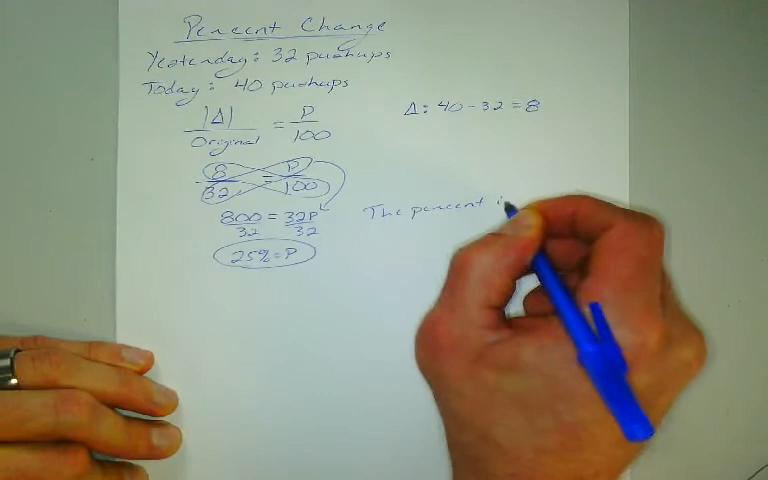 Percent Change
Yesterday: 32 pushups
Today: 40 pushups
|Δ| / Original = P / 100
Δ: 40 - 32 = 8
8 / 32 = P / 100
800 / 32 = 32P / 32
The percent i
25% = P